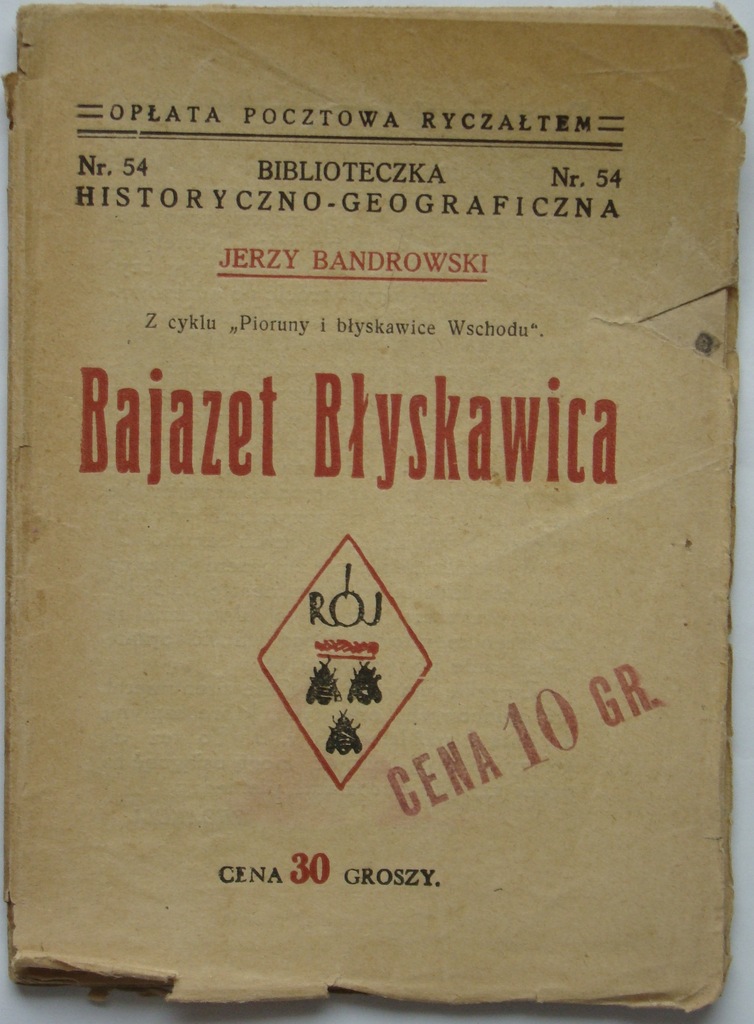 OPŁATA POCZTOWA RYCZAŁTEM
Nr. 54 BIBLIOTECZKA Nr. 54
HISTORYCZNO-GEOGRAFICZNA
JERZY BANDROWSKI
Z cyklu „Pioruny i błyskawice Wschodu“.
Bajazet Błyskawica
RÓJ
CENA 10 GR.
CENA 30 GROSZY.